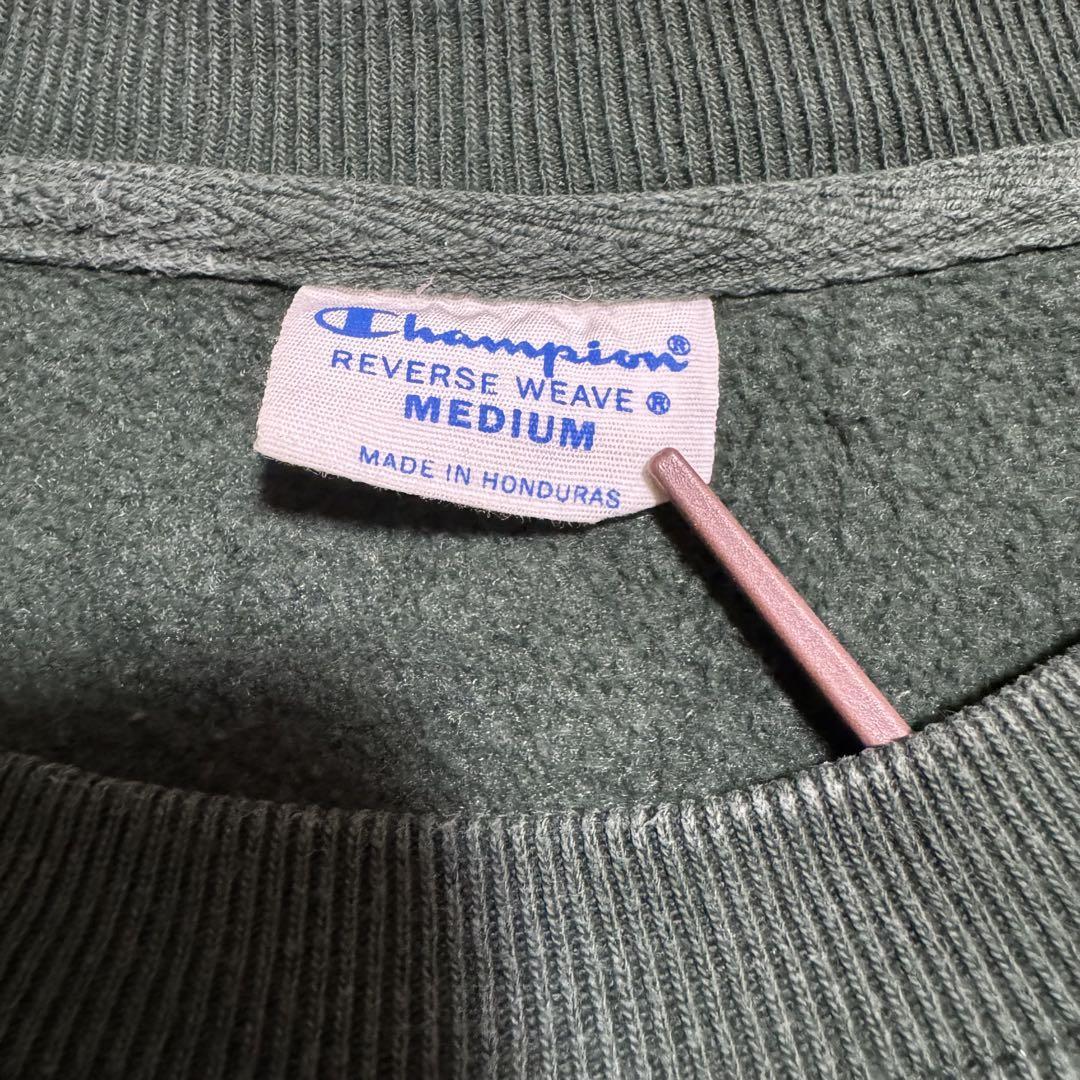 Champion®
REVERSE WEAVE ®
MEDIUM
MADE IN HONDURAS